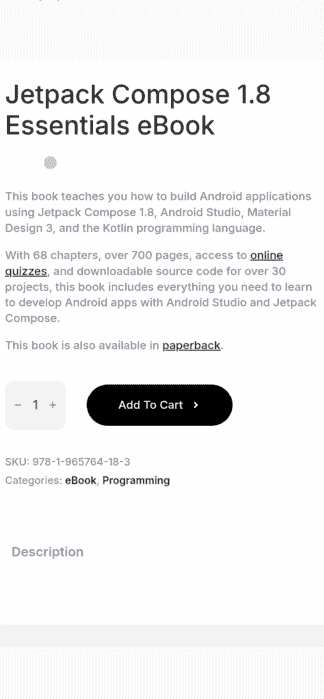 Jetpack Compose 1.8
Essentials eBook
This book teaches you how to build Android applications
using Jetpack Compose 1.8, Android Studio, Material
Design 3, and the Kotlin programming language.
With 68 chapters, over 700 pages, access to online
quizzes, and downloadable source code for over 30
projects, this book includes everything you need to learn
to develop Android apps with Android Studio and Jetpack
Compose.
This book is also available in paperback.
− 1 + Add To Cart ›
SKU: 978-1-965764-18-3
Categories: eBook, Programming
Description